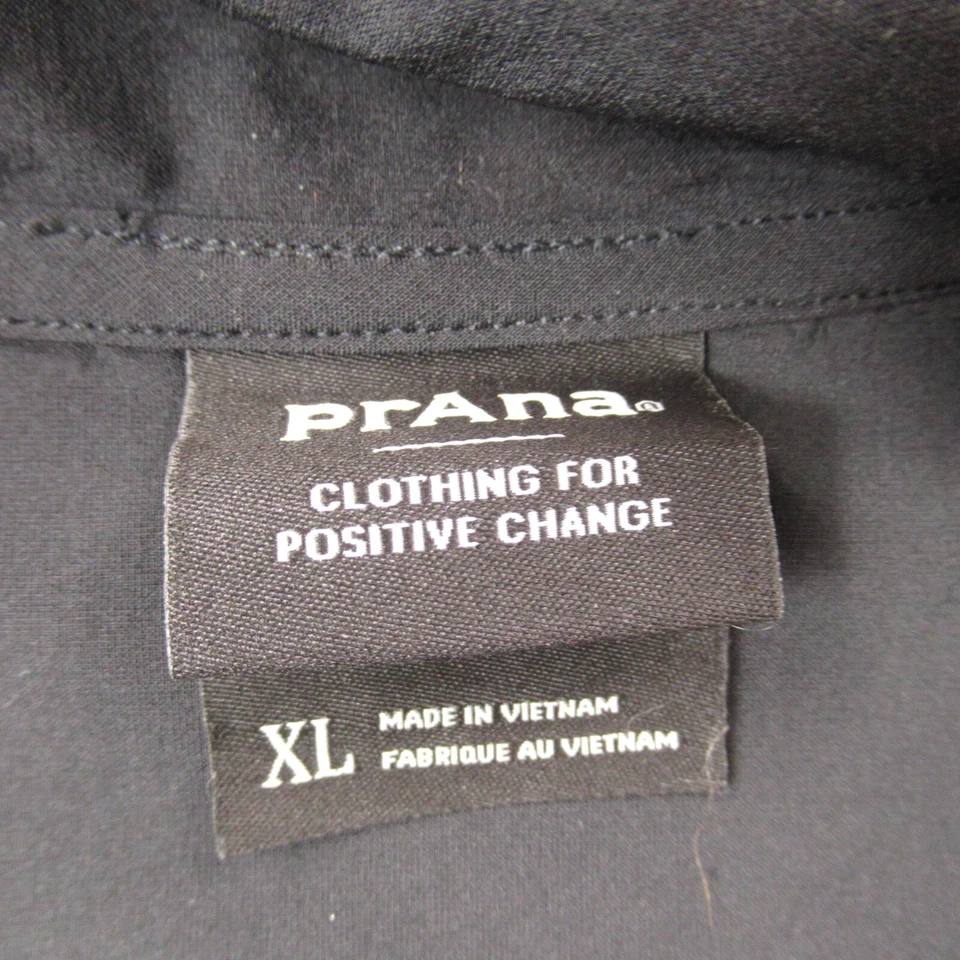 prAna®
CLOTHING FOR
POSITIVE CHANGE
XL
MADE IN VIETNAM
FABRIQUE AU VIETNAM